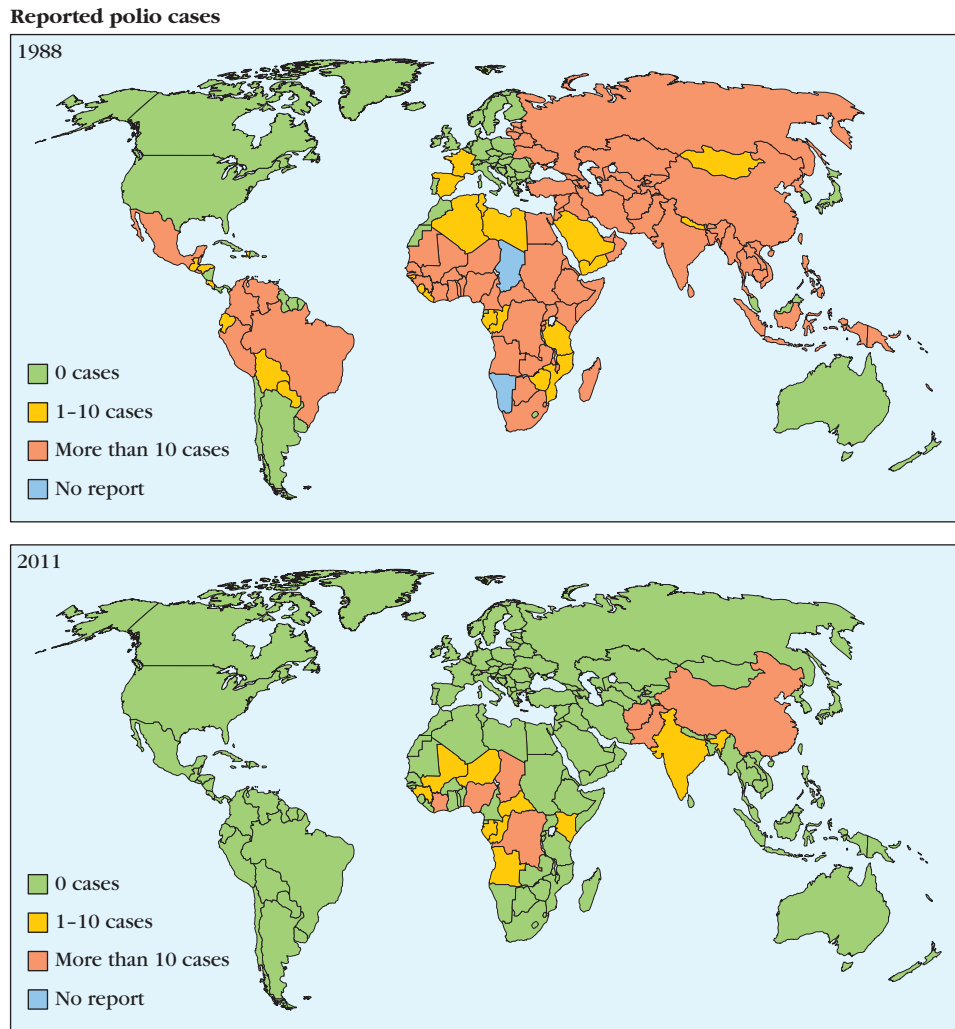 Reported polio cases
1988
0 cases
1–10 cases
More than 10 cases
No report
2011
0 cases
1–10 cases
More than 10 cases
No report